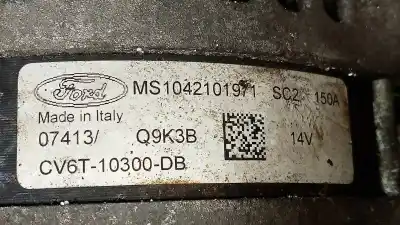 Ford MS1042101971 SC2 150A
Made in Italy
07413/ Q9K3B 14V
CV6T-10300-DB